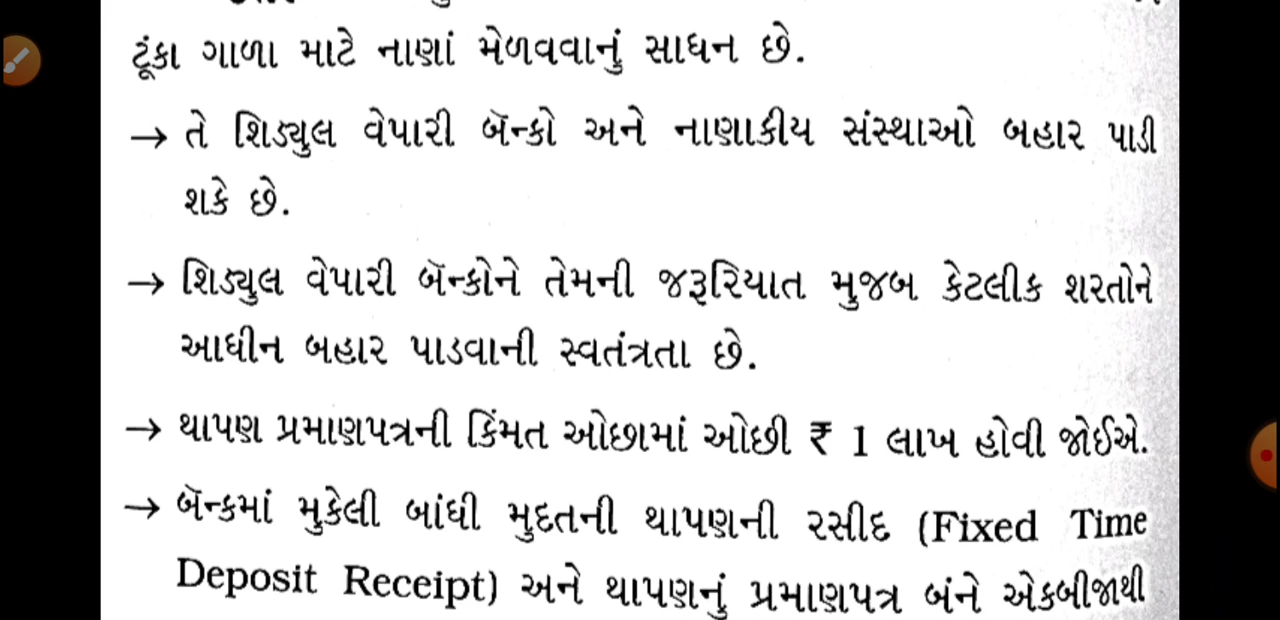 ટૂંકા ગાળા માટે નાણાં મેળવવાનું સાધન છે.
→ તે શિડ્યુલ વેપારી બૅન્કો અને નાણાકીય સંસ્થાઓ બહાર પાડી
શકે છે.
→ શિડ્યુલ વેપારી બૅન્કોને તેમની જરૂરિયાત મુજબ કેટલીક શરતોને
આધીન બહાર પાડવાની સ્વતંત્રતા છે.
→ થાપણ પ્રમાણપત્રની કિંમત ઓછામાં ઓછી ₹ 1 લાખ હોવી જોઈએ.
→ બૅન્કમાં મુકેલી બાંધી મુદતની થાપણની રસીદ (Fixed Time
Deposit Receipt) અને થાપણનું પ્રમાણપત્ર બંને એકબીજાથી